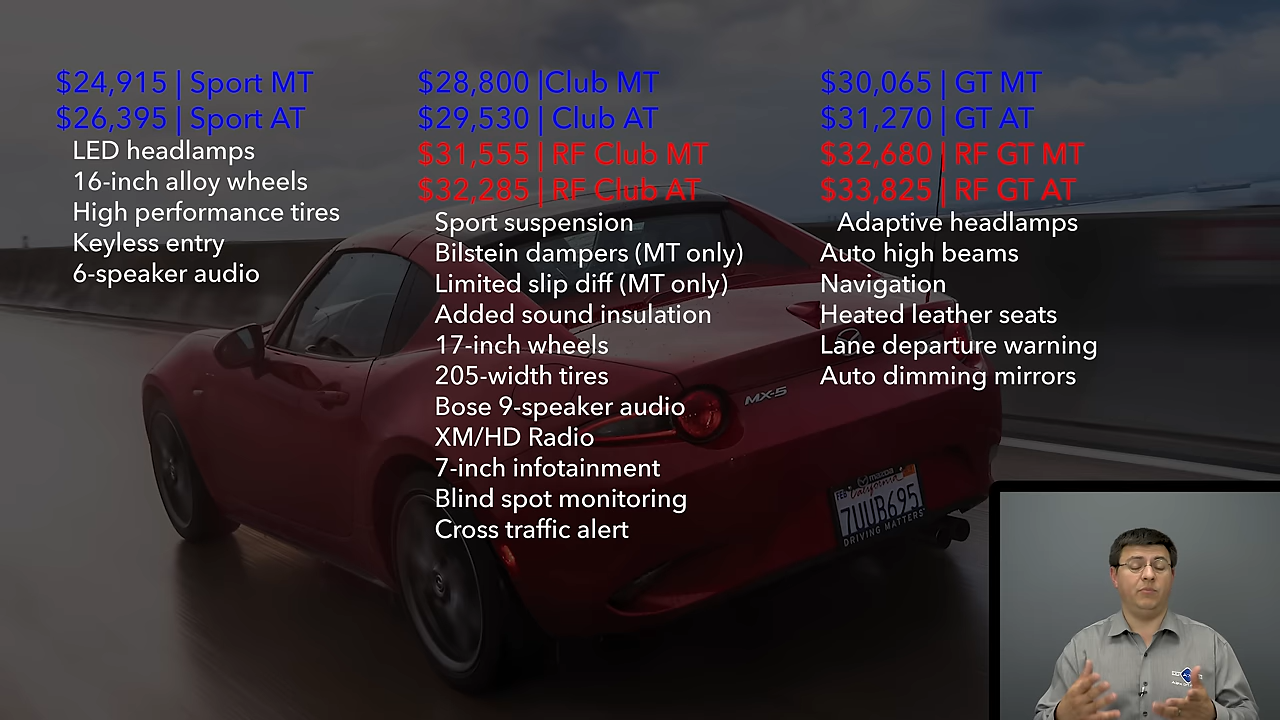 $24,915 | Sport MT
$26,395 | Sport AT
LED headlamps
16-inch alloy wheels
High performance tires
Keyless entry
6-speaker audio
$28,800 |Club MT
$29,530 | Club AT
$31,555 | RF Club MT
$32,285 | RF Club AT
Sport suspension
Bilstein dampers (MT only)
Limited slip diff (MT only)
Added sound insulation
17-inch wheels
205-width tires
Bose 9-speaker audio
XM/HD Radio
7-inch infotainment
Blind spot monitoring
Cross traffic alert
$30,065 | GT MT
$31,270 | GT AT
$32,680 | RF GT MT
$33,825 | RF GT AT
Adaptive headlamps
Auto high beams
Navigation
Heated leather seats
Lane departure warning
Auto dimming mirrors
MX-5
mazda
FEB California
7UUB695
DRIVING MATTERS